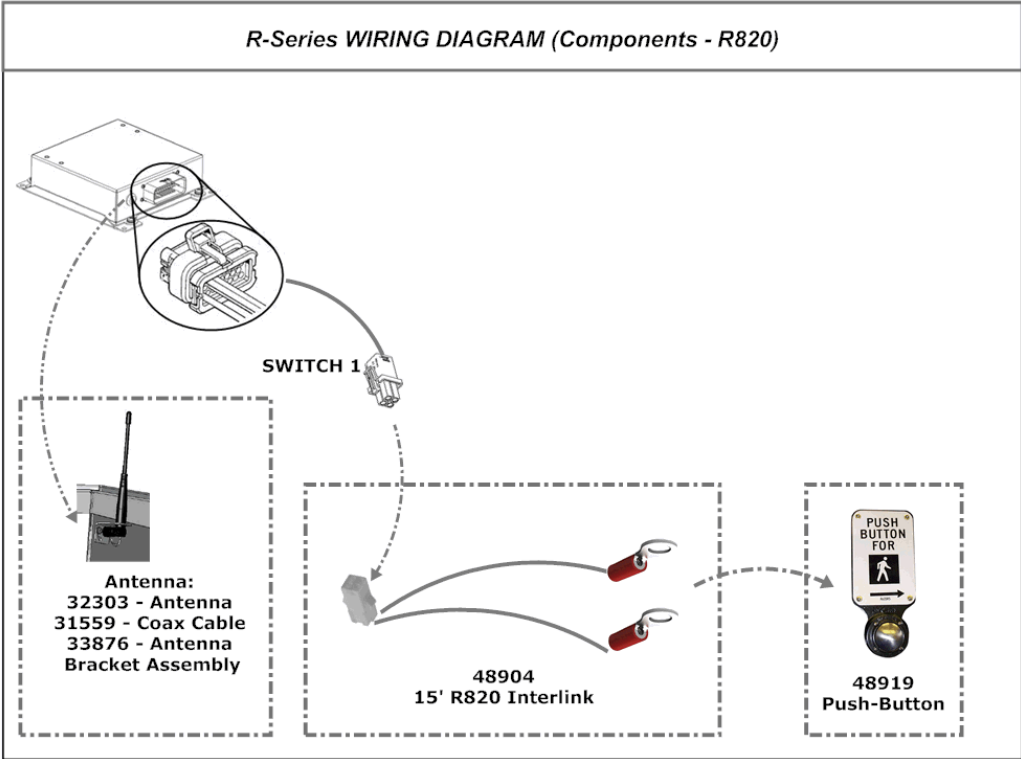 R-Series WIRING DIAGRAM (Components - R820)
SWITCH 1
Antenna:
32303 - Antenna
31559 - Coax Cable
33876 - Antenna
Bracket Assembly
48904
15' R820 Interlink
PUSH
BUTTON
FOR
48919
Push-Button